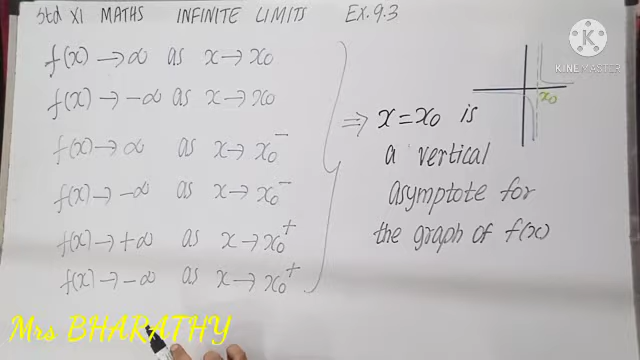 Std XI MATHS INFINITE LIMITS Ex.9.3
f(x) → ∞ as x → x₀
f(x) → -∞ as x → x₀
f(x) → ∞ as x → x₀⁻
f(x) → -∞ as x → x₀⁻
f(x) → +∞ as x → x₀⁺
f(x) → -∞ as x → x₀⁺
⇒ x = x₀ is
a vertical
asymptote for
the graph of f(x)
x₀
KINEMASTER
Mrs BHARATHY